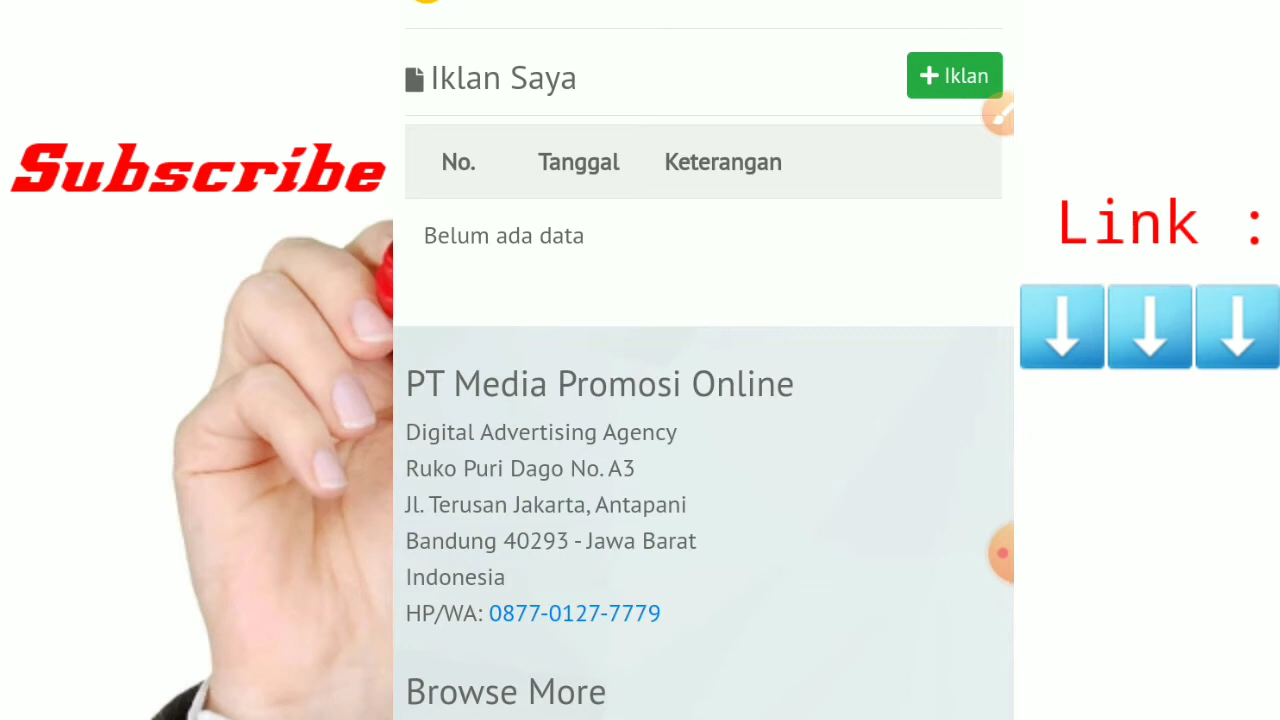 Subscribe
Iklan Saya
Iklan
No. Tanggal Keterangan
Belum ada data
PT Media Promosi Online
Digital Advertising Agency
Ruko Puri Dago No. A3
Jl. Terusan Jakarta, Antapani
Bandung 40293 - Jawa Barat
Indonesia
HP/WA: 0877-0127-7779
Browse More
Link :